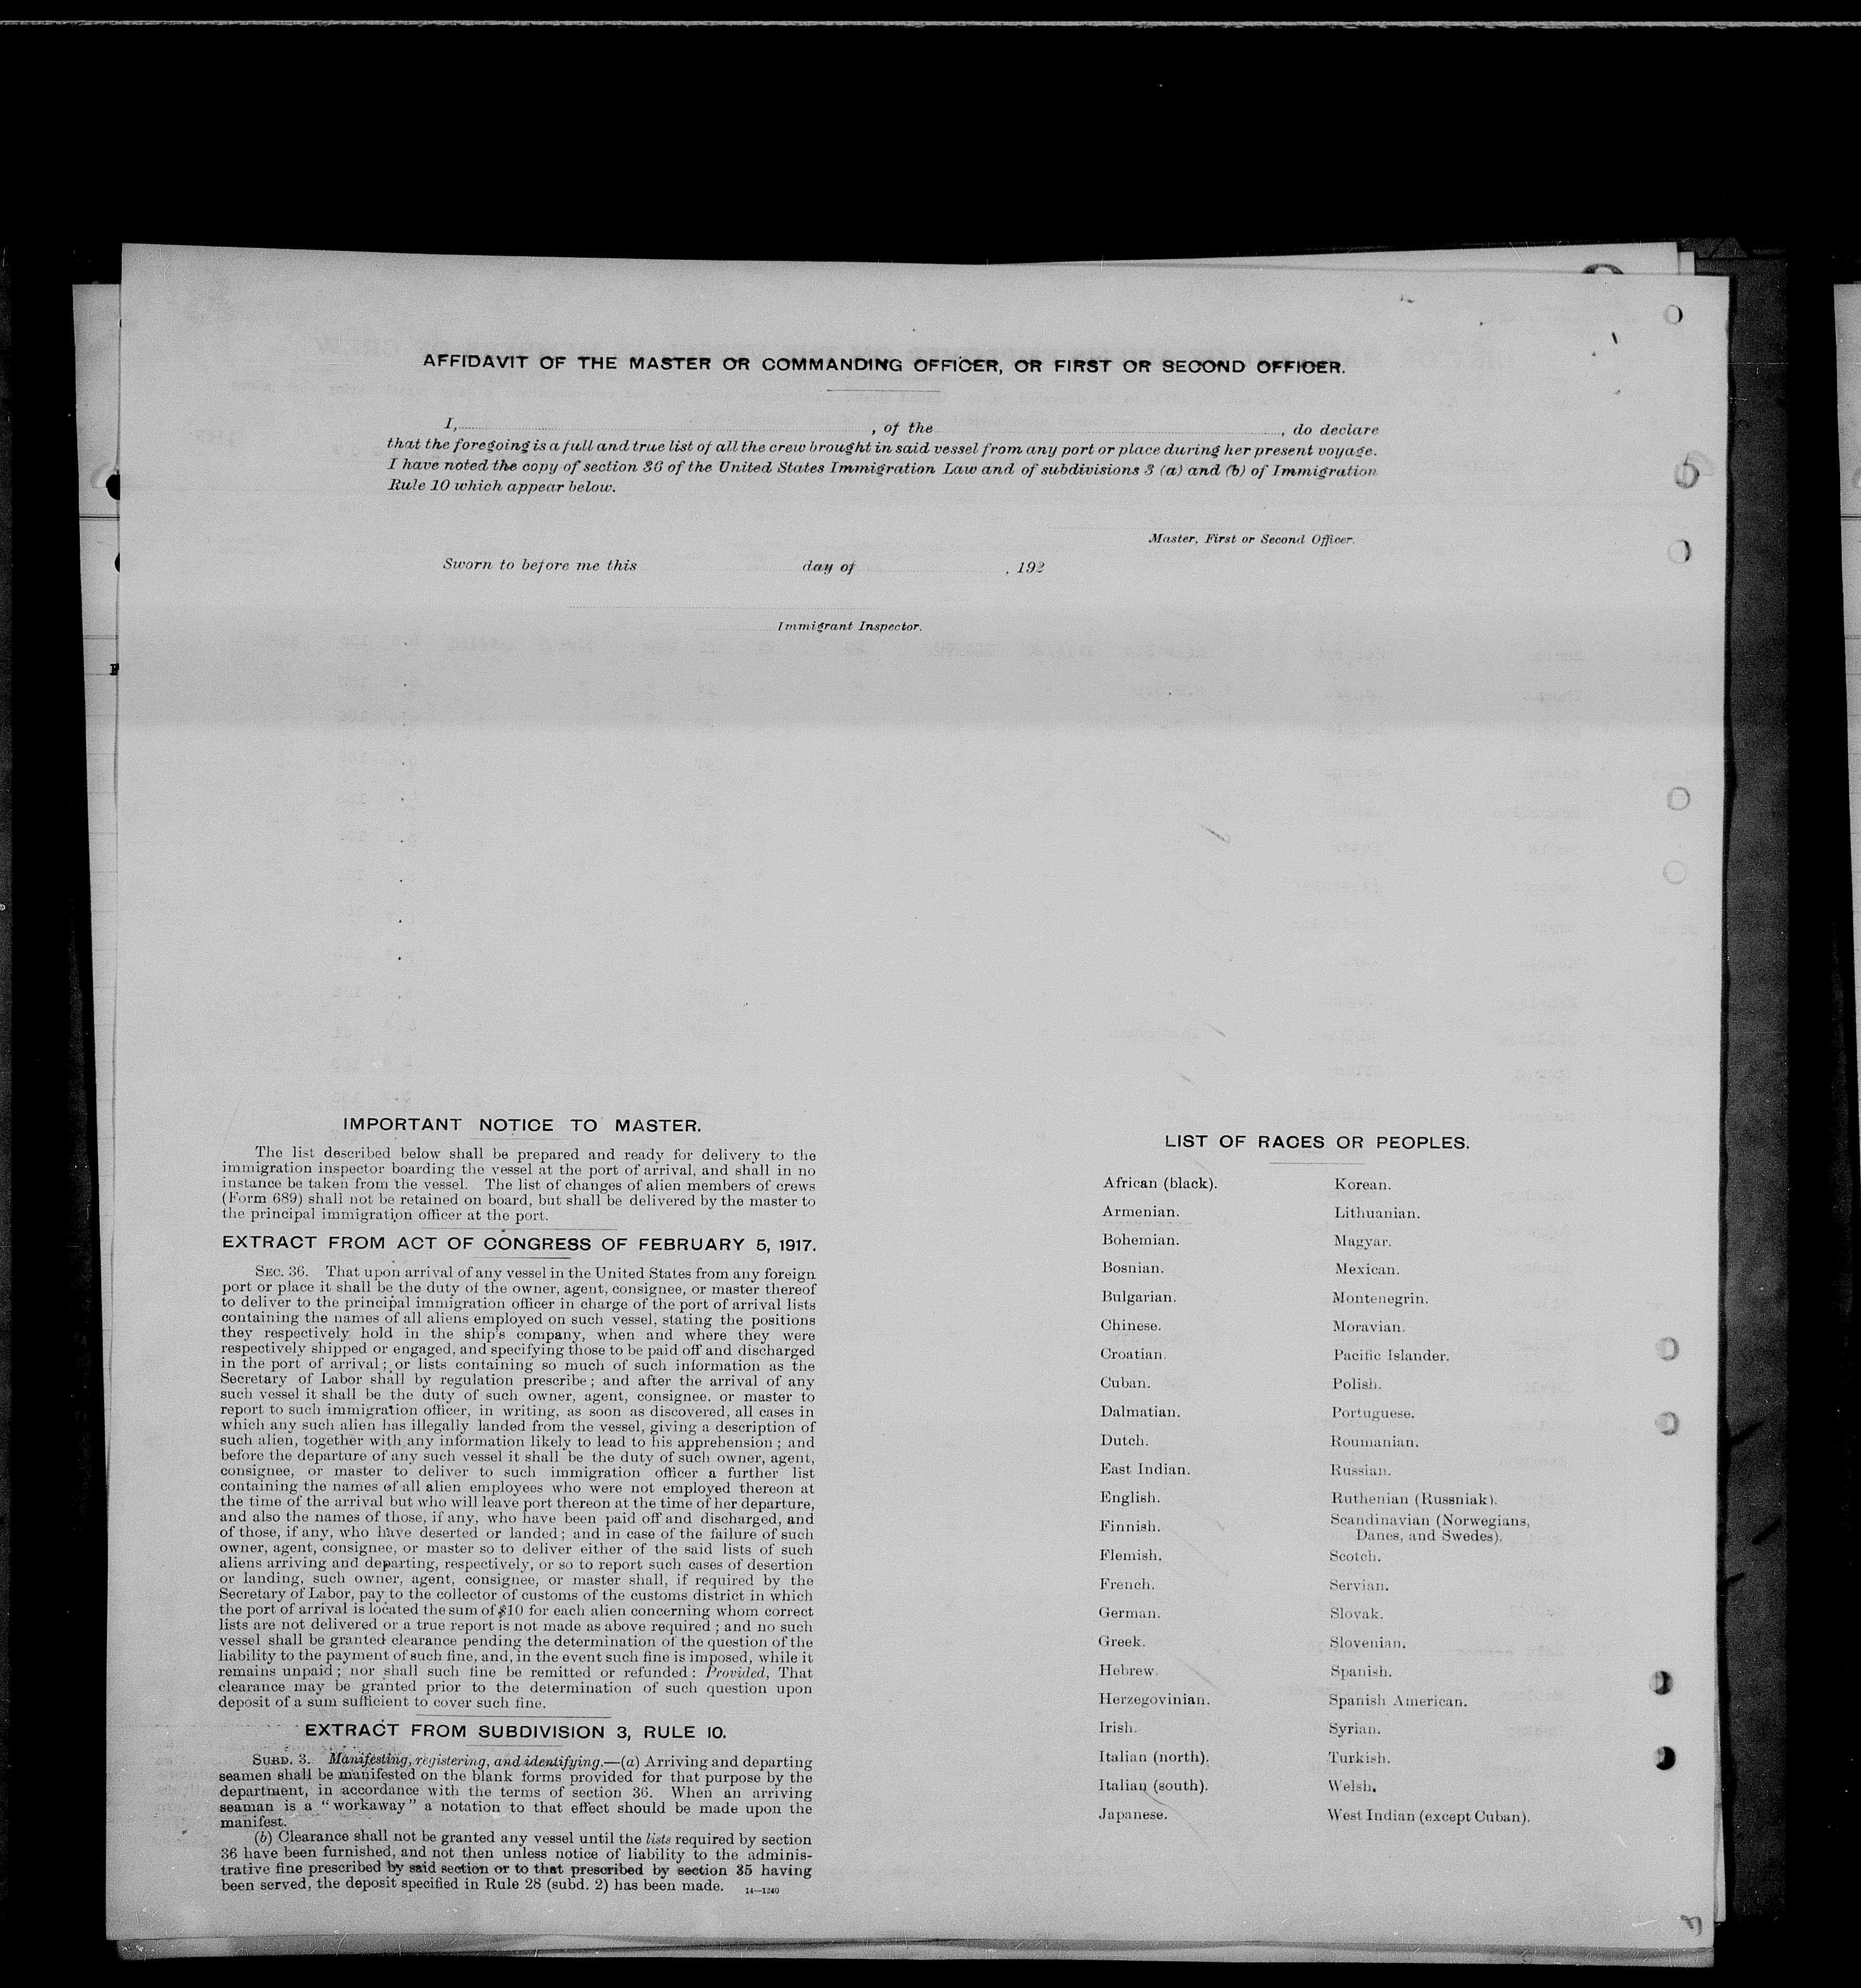 AFFIDAVIT OF THE MASTER OR COMMANDING OFFICER, OR FIRST OR SECOND OFFICER.
I, , of the , do declare
that the foregoing is a full and true list of all the crew brought in said vessel from any port or place during her present voyage.
I have noted the copy of section 36 of the United States Immigration Law and of subdivisions 3 (a) and (b) of Immigration
Rule 10 which appear below.
Master, First or Second Officer.
Sworn to before me this day of , 192
Immigrant Inspector.
IMPORTANT NOTICE TO MASTER.
The list described below shall be prepared and ready for delivery to the
immigration inspector boarding the vessel at the port of arrival, and shall in no
instance be taken from the vessel. The list of changes of alien members of crews
(Form 689) shall not be retained on board, but shall be delivered by the master to
the principal immigration officer at the port.
EXTRACT FROM ACT OF CONGRESS OF FEBRUARY 5, 1917.
SEC. 36. That upon arrival of any vessel in the United States from any foreign
port or place it shall be the duty of the owner, agent, consignee, or master thereof
to deliver to the principal immigration officer in charge of the port of arrival lists
containing the names of all aliens employed on such vessel, stating the positions
they respectively hold in the ship's company, when and where they were
respectively shipped or engaged, and specifying those to be paid off and discharged
in the port of arrival; or lists containing so much of such information as the
Secretary of Labor shall by regulation prescribe; and after the arrival of any
such vessel it shall be the duty of such owner, agent, consignee. or master to
report to such immigration officer, in writing, as soon as discovered, all cases in
which any such alien has illegally landed from the vessel, giving a description of
such alien, together with any information likely to lead to his apprehension; and
before the departure of any such vessel it shall be the duty of such owner, agent,
consignee, or master to deliver to such immigration officer a further list
containing the names of all alien employees who were not employed thereon at
the time of the arrival but who will leave port thereon at the time of her departure,
and also the names of those, if any, who have been paid off and discharged, and
of those, if any, who have deserted or landed; and in case of the failure of such
owner, agent, consignee, or master so to deliver either of the said lists of such
aliens arriving and departing, respectively, or so to report such cases of desertion
or landing, such owner, agent, consignee, or master shall, if required by the
Secretary of Labor, pay to the collector of customs of the customs district in which
the port of arrival is located the sum of $10 for each alien concerning whom correct
lists are not delivered or a true report is not made as above required; and no such
vessel shall be granted clearance pending the determination of the question of the
liability to the payment of such fine, and, in the event such fine is imposed, while it
remains unpaid; nor shall such fine be remitted or refunded: Provided, That
clearance may be granted prior to the determination of such question upon
deposit of a sum sufficient to cover such fine.
EXTRACT FROM SUBDIVISION 3, RULE 10.
SUBD. 3. Manifesting, registering, and identifying.—(a) Arriving and departing
seamen shall be manifested on the blank forms provided for that purpose by the
department, in accordance with the terms of section 36. When an arriving
seaman is a "workaway" a notation to that effect should be made upon the
manifest.
(b) Clearance shall not be granted any vessel until the lists required by section
36 have been furnished, and not then unless notice of liability to the adminis-
trative fine prescribed by said section or to that prescribed by section 35 having
been served, the deposit specified in Rule 28 (subd. 2) has been made. 14—1240
LIST OF RACES OR PEOPLES.
African (black).
Armenian.
Bohemian.
Bosnian.
Bulgarian.
Chinese.
Croatian.
Cuban.
Dalmatian.
Dutch.
East Indian.
English.
Finnish.
Flemish.
French.
German.
Greek.
Hebrew.
Herzegovinian.
Irish.
Italian (north).
Italian (south).
Japanese.
Korean.
Lithuanian.
Magyar.
Mexican.
Montenegrin.
Moravian.
Pacific Islander.
Polish.
Portuguese.
Roumanian.
Russian.
Ruthenian (Russniak).
Scandinavian (Norwegians,
Danes, and Swedes).
Scotch.
Servian.
Slovak.
Slovenian.
Spanish.
Spanish American.
Syrian.
Turkish.
Welsh.
West Indian (except Cuban).